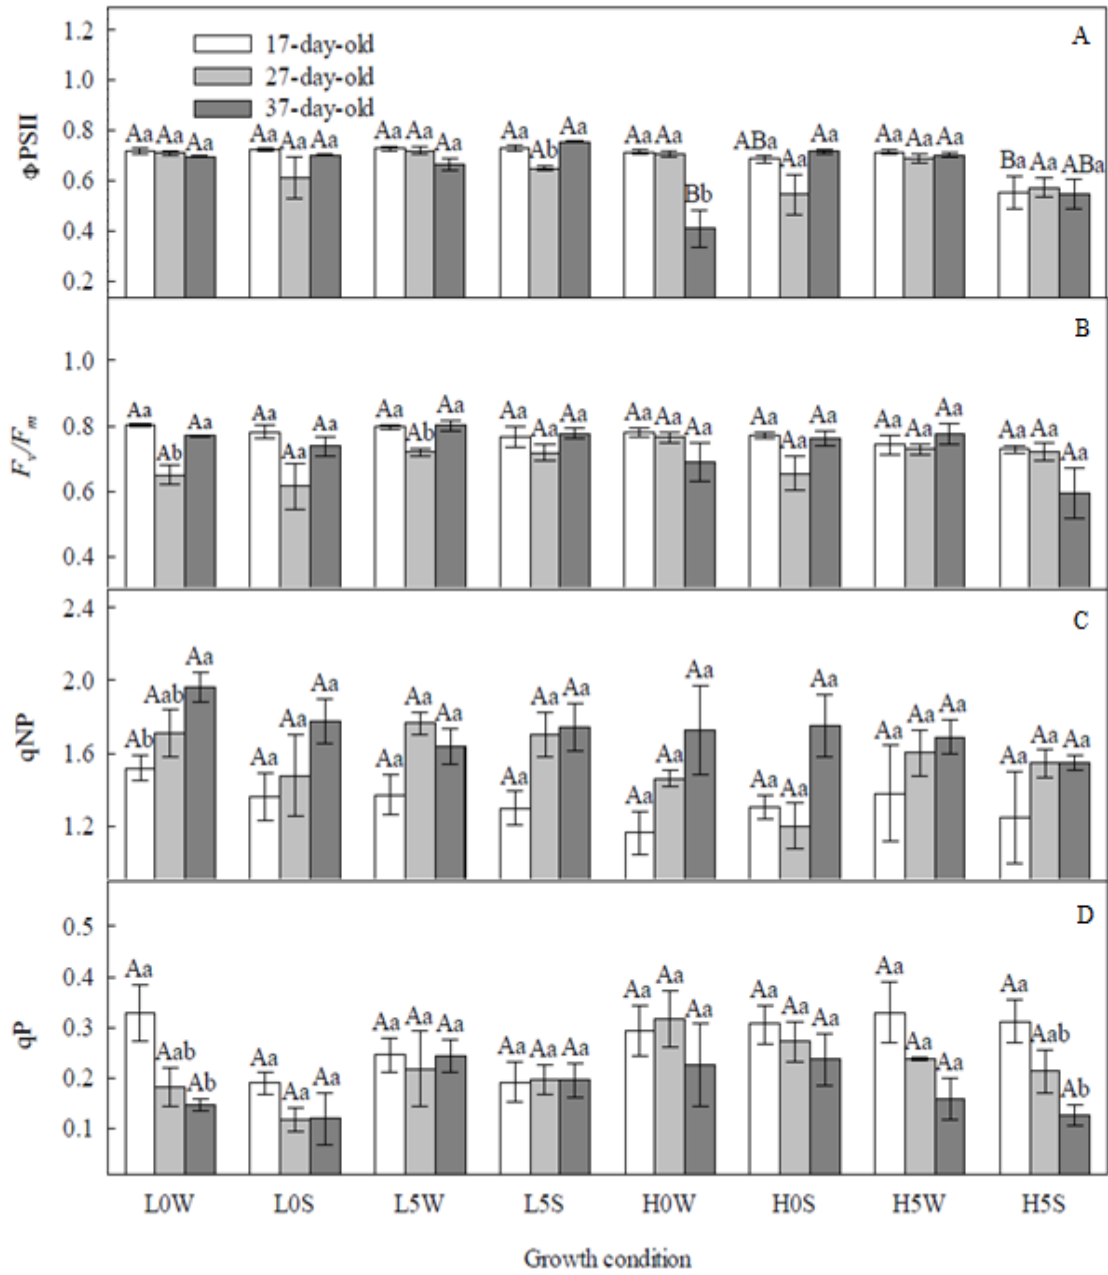 A
1.2
17-day-old
27-day-old
37-day-old
1.0
0.8
0.6
0.4
0.2
ΦPSII
Aa Aa Aa Aa Aa Aa Aa Aa Aa Aa Ab Aa Aa Aa Bb ABa Aa Aa Aa Aa Aa Ba Aa ABa
B
1.0
0.8
0.6
0.4
Fv/Fm
Aa Ab Aa Aa Aa Aa Aa Ab Aa Aa Aa Aa Aa Aa Aa Aa Aa Aa Aa Aa Aa Aa Aa Aa
C
2.4
2.0
1.6
1.2
qNP
Ab Aab Aa Aa Aa Aa Aa Aa Aa Aa Aa Aa Aa Aa Aa Aa Aa Aa Aa Aa Aa Aa Aa Aa
D
0.5
0.4
0.3
0.2
0.1
qP
Aa Aab Ab Aa Aa Aa Aa Aa Aa Aa Aa Aa Aa Aa Aa Aa Aa Aa Aa Aa Aa Aa Aab Ab
L0W L0S L5W L5S H0W H0S H5W H5S
Growth condition